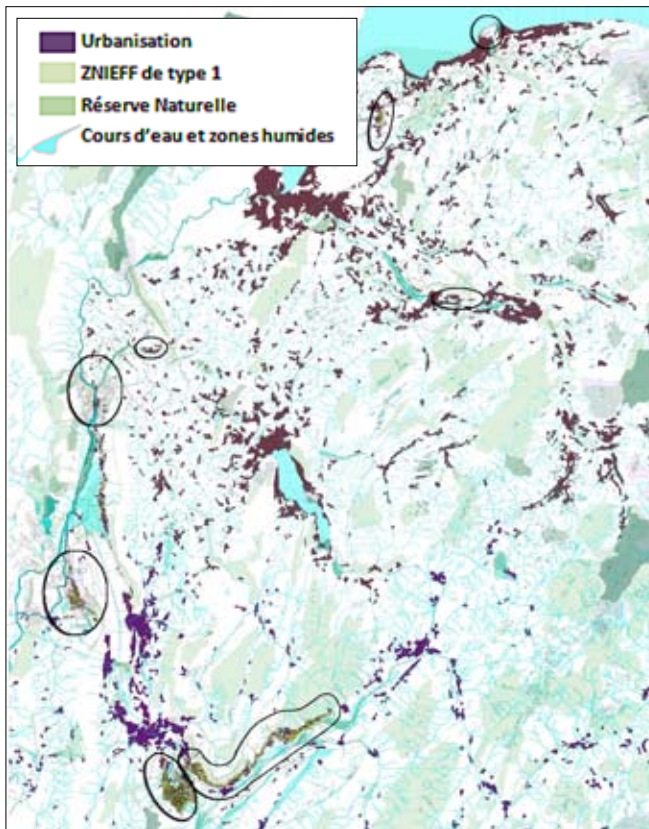 Urbanisation
ZNIEFF de type 1
Réserve Naturelle
Cours d'eau et zones humides